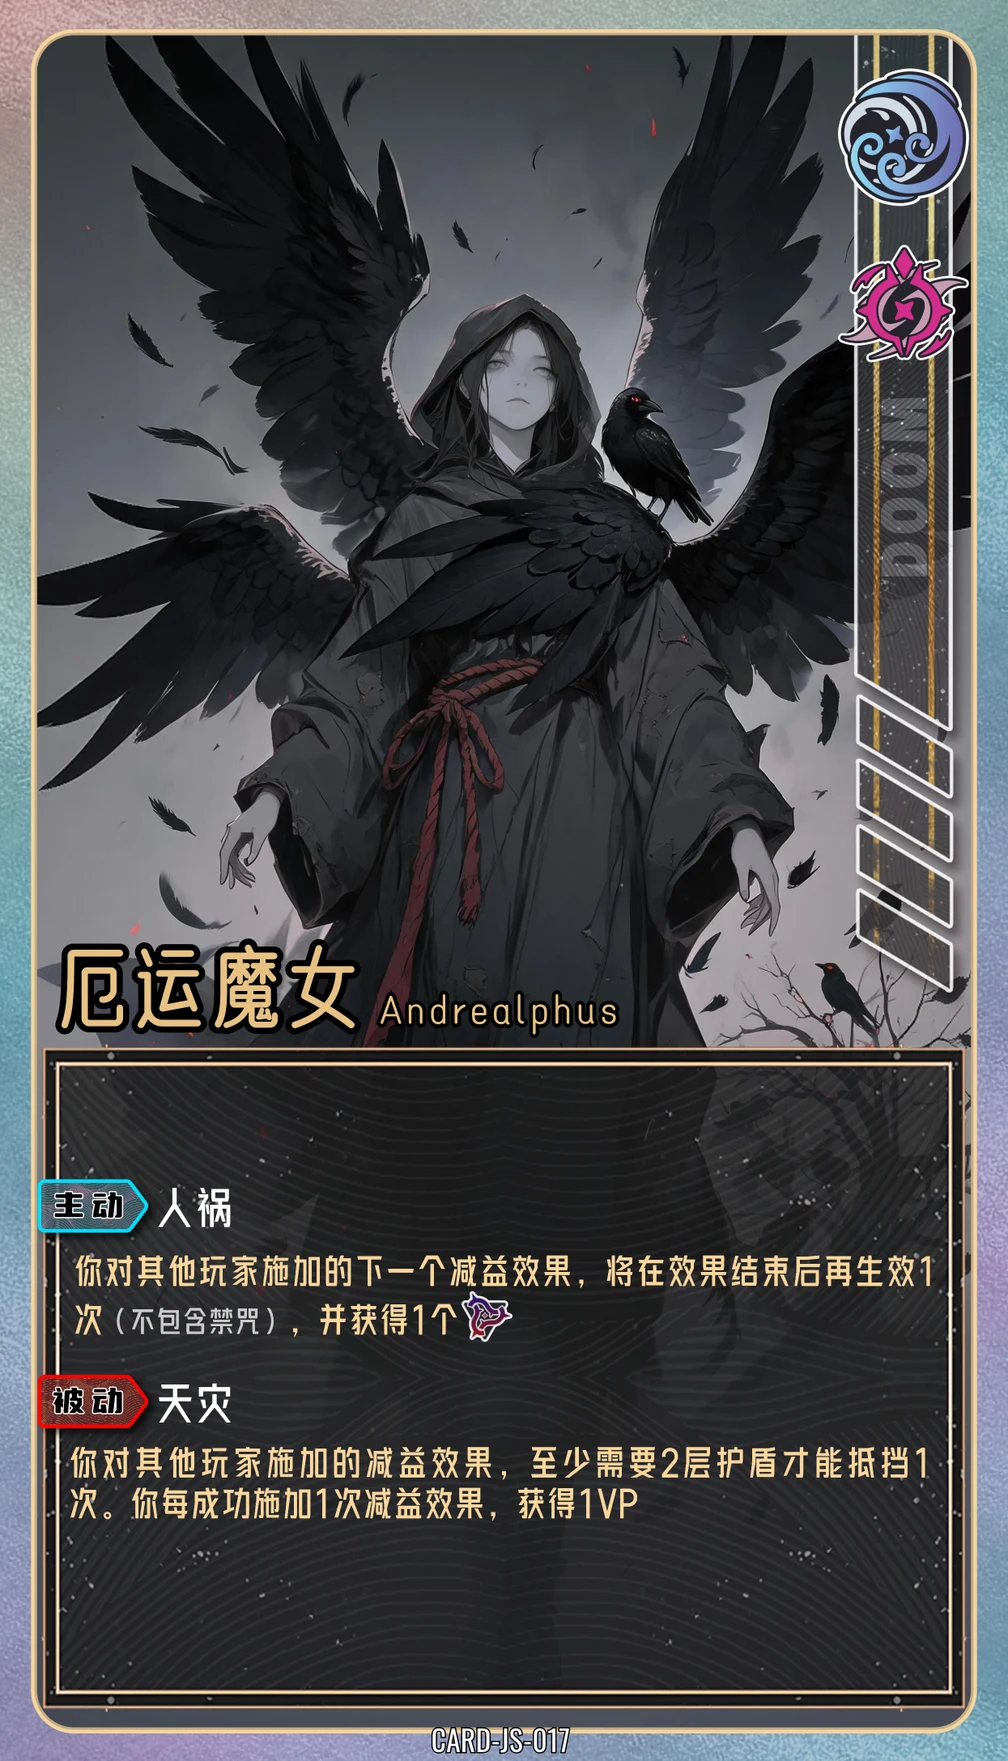 DOOM
厄运魔女 Andrealphus
主动 人祸
你对其他玩家施加的下一个减益效果，将在效果结束后再生效1
次（不包含禁咒），并获得1个
被动 天灾
你对其他玩家施加的减益效果，至少需要2层护盾才能抵挡1
次。你每成功施加1次减益效果，获得1VP
CARD-JS-017